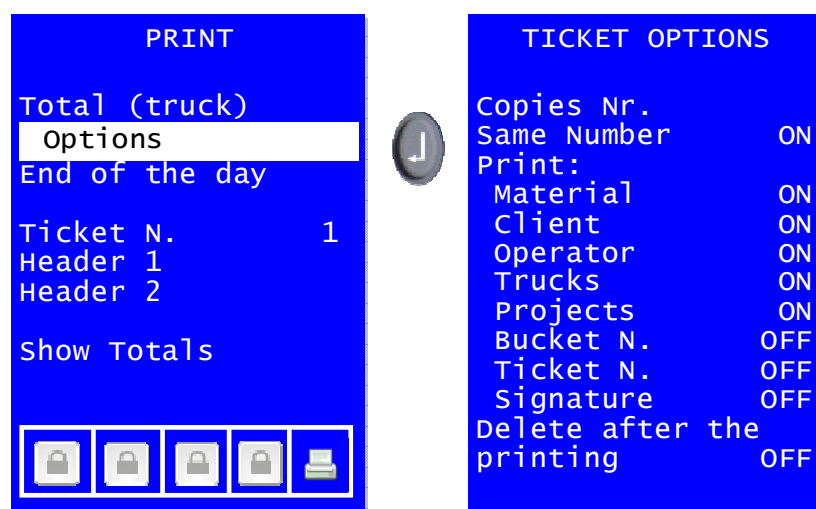 PRINT
Total (truck)
Options
End of the day
Ticket N. 1
Header 1
Header 2
Show Totals
TICKET OPTIONS
Copies Nr.
Same Number ON
Print:
Material ON
Client ON
Operator ON
Trucks ON
Projects ON
Bucket N. OFF
Ticket N. OFF
Signature OFF
Delete after the
printing OFF